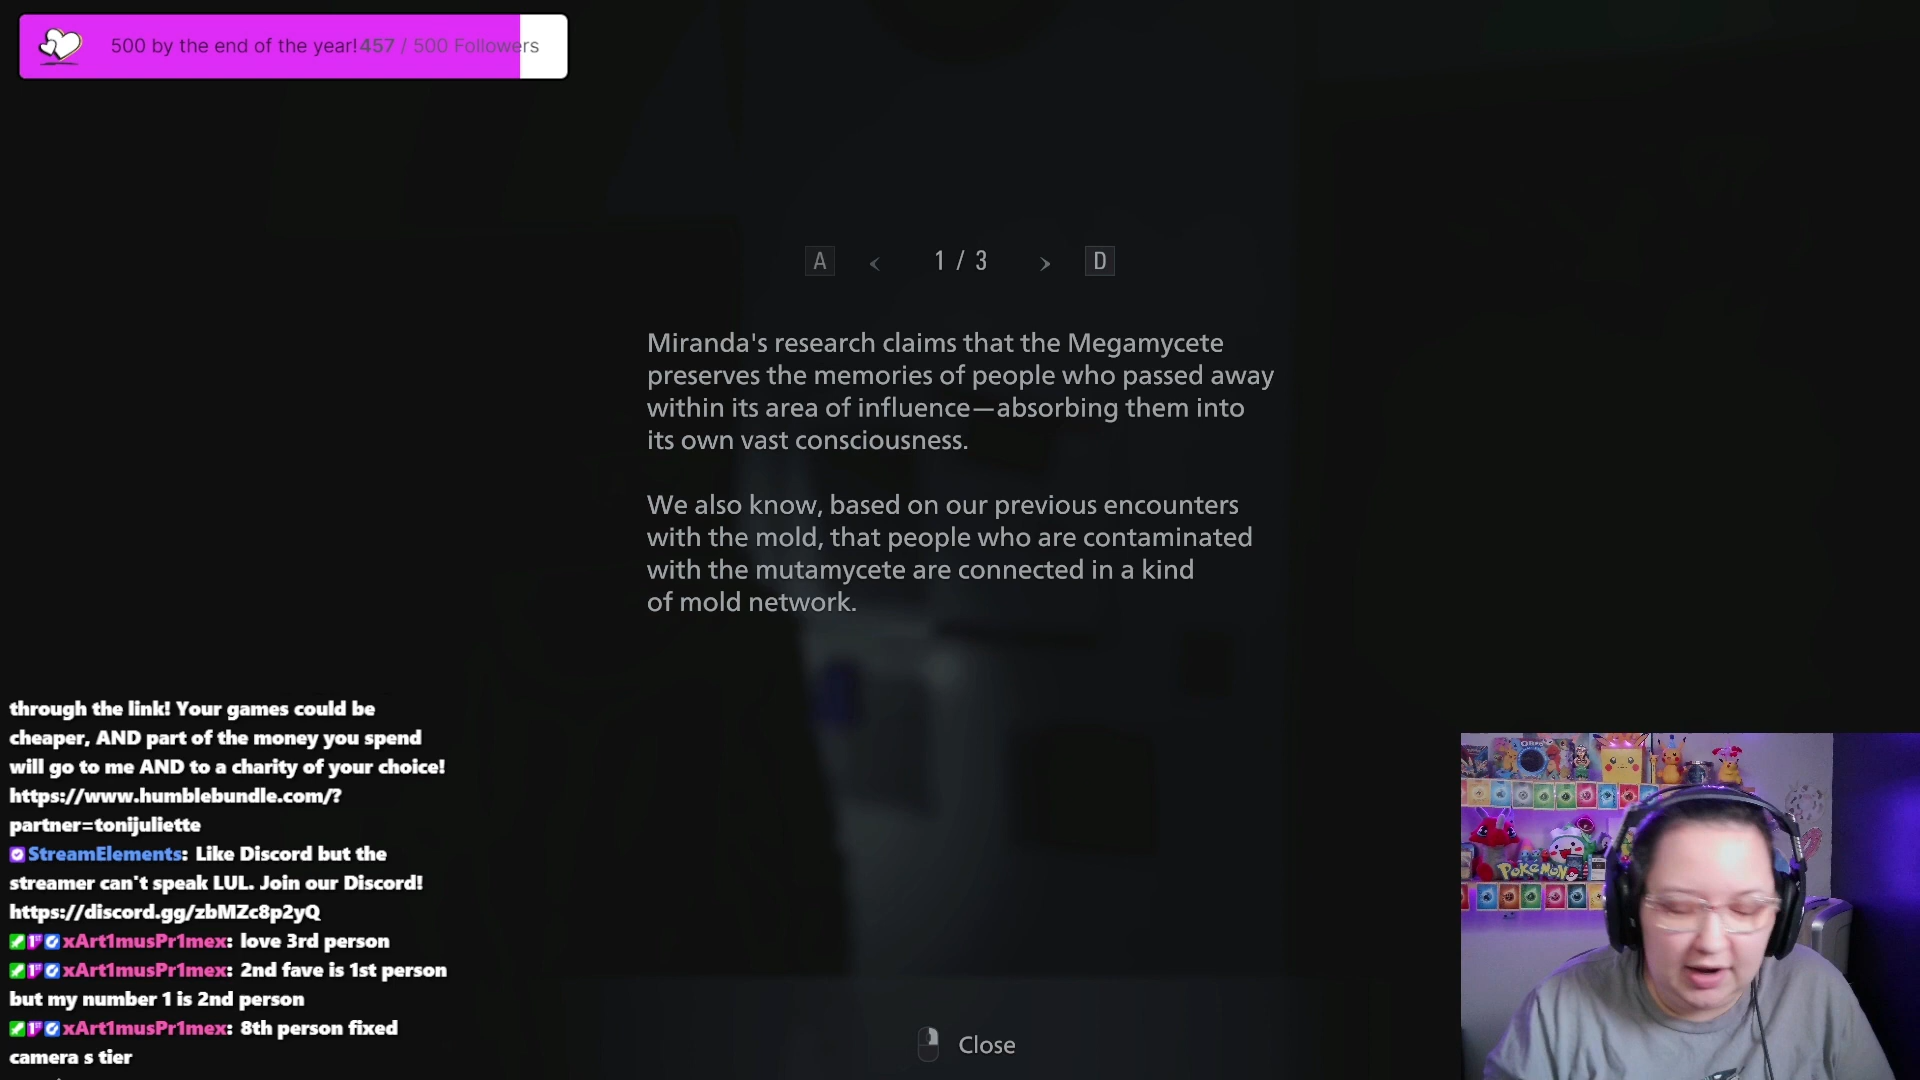 500 by the end of the year! 457 / 500 Followers
A < 1 / 3 > D
Miranda's research claims that the Megamycete
preserves the memories of people who passed away
within its area of influence—absorbing them into
its own vast consciousness.
We also know, based on our previous encounters
with the mold, that people who are contaminated
with the mutamycete are connected in a kind
of mold network.
through the link! Your games could be
cheaper, AND part of the money you spend
will go to me AND to a charity of your choice!
https://www.humblebundle.com/?
partner=tonijuliette
StreamElements: Like Discord but the
streamer can't speak LUL. Join our Discord!
https://discord.gg/zbMZc8p2yQ
xArt1musPr1mex: love 3rd person
xArt1musPr1mex: 2nd fave is 1st person
but my number 1 is 2nd person
xArt1musPr1mex: 8th person fixed
camera s tier
Close
POKéMON